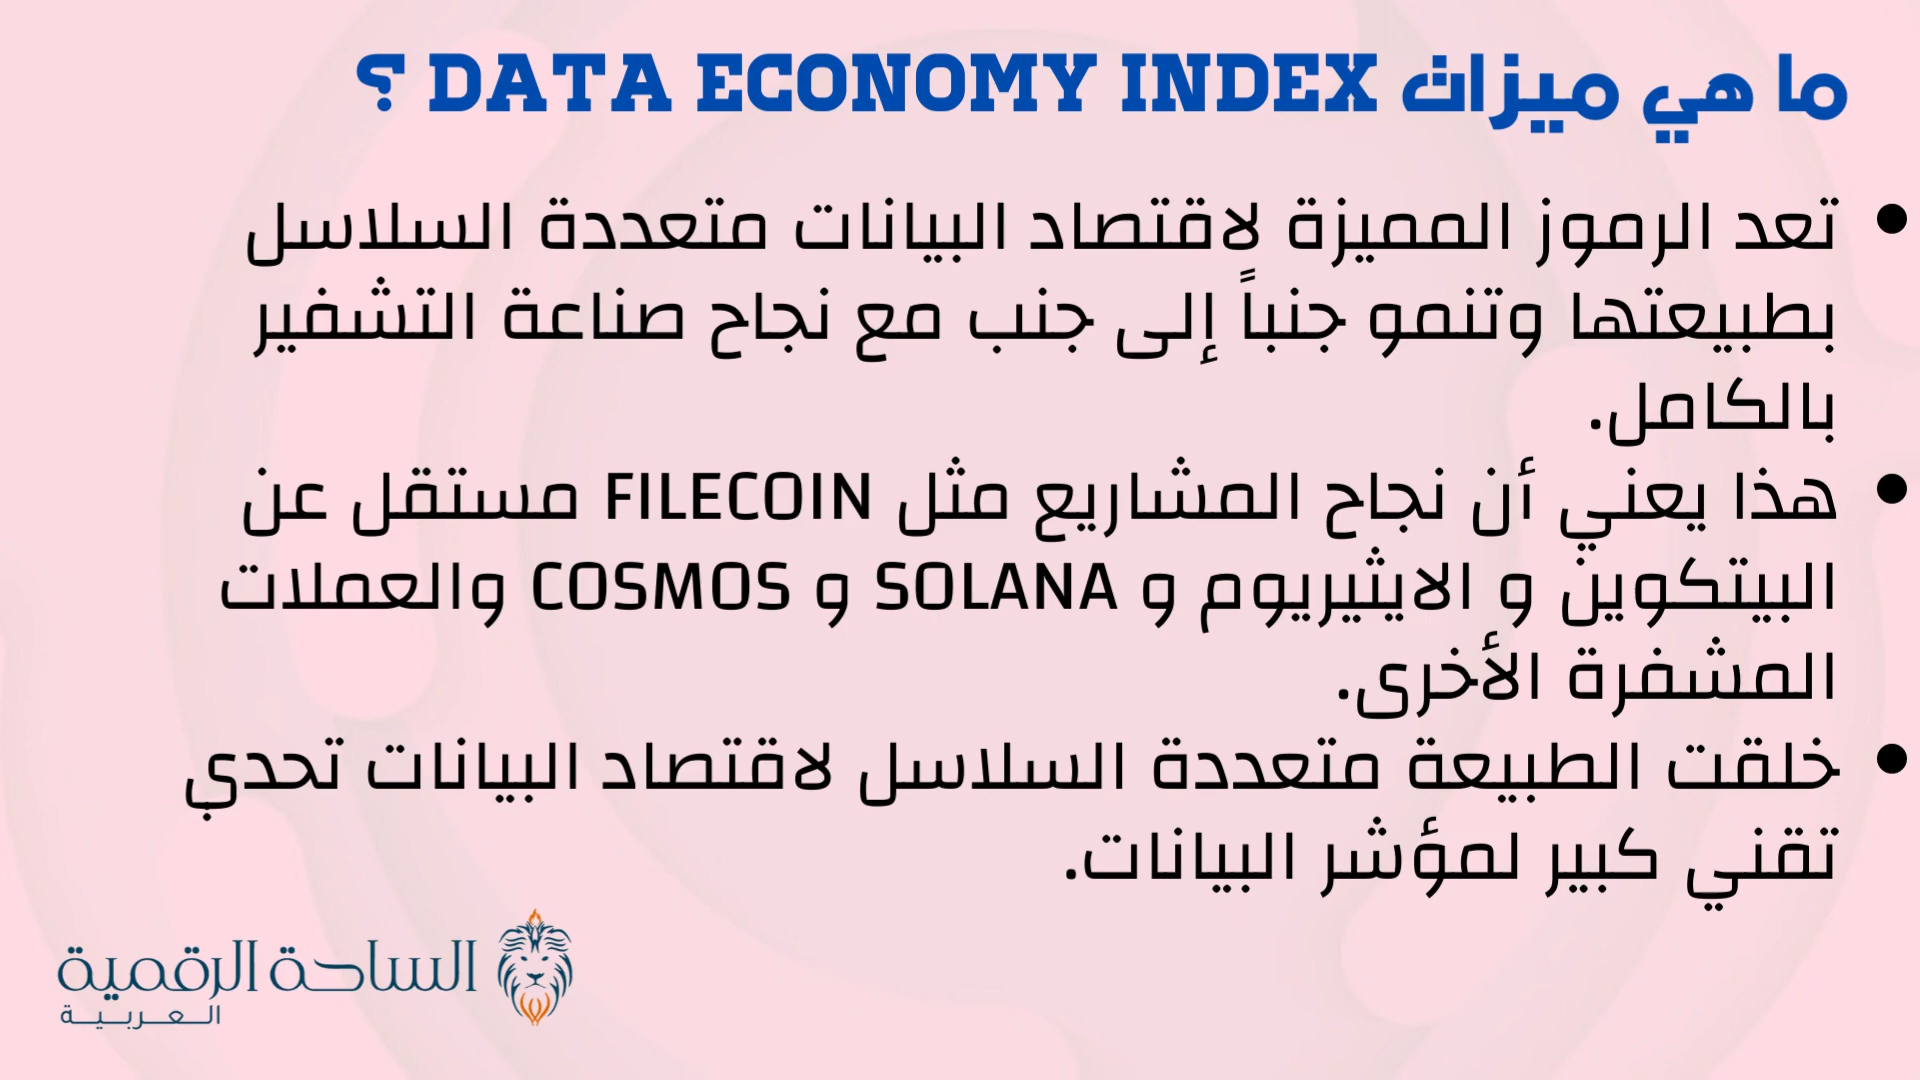 ما هي ميزات DATA ECONOMY INDEX ؟
• تعد الرموز المميزة لاقتصاد البيانات متعددة السلاسل
بطبيعتها وتنمو جنباً إلى جنب مع نجاح صناعة التشفير
بالكامل.
• هذا يعني أن نجاح المشاريع مثل FILECOIN مستقل عن
البيتكوين و الايثيريوم و SOLANA و COSMOS والعملات
المشفرة الأخرى.
• خلقت الطبيعة متعددة السلاسل لاقتصاد البيانات تحدي
تقني كبير لمؤشر البيانات.
الساحة الرقمية
العربية